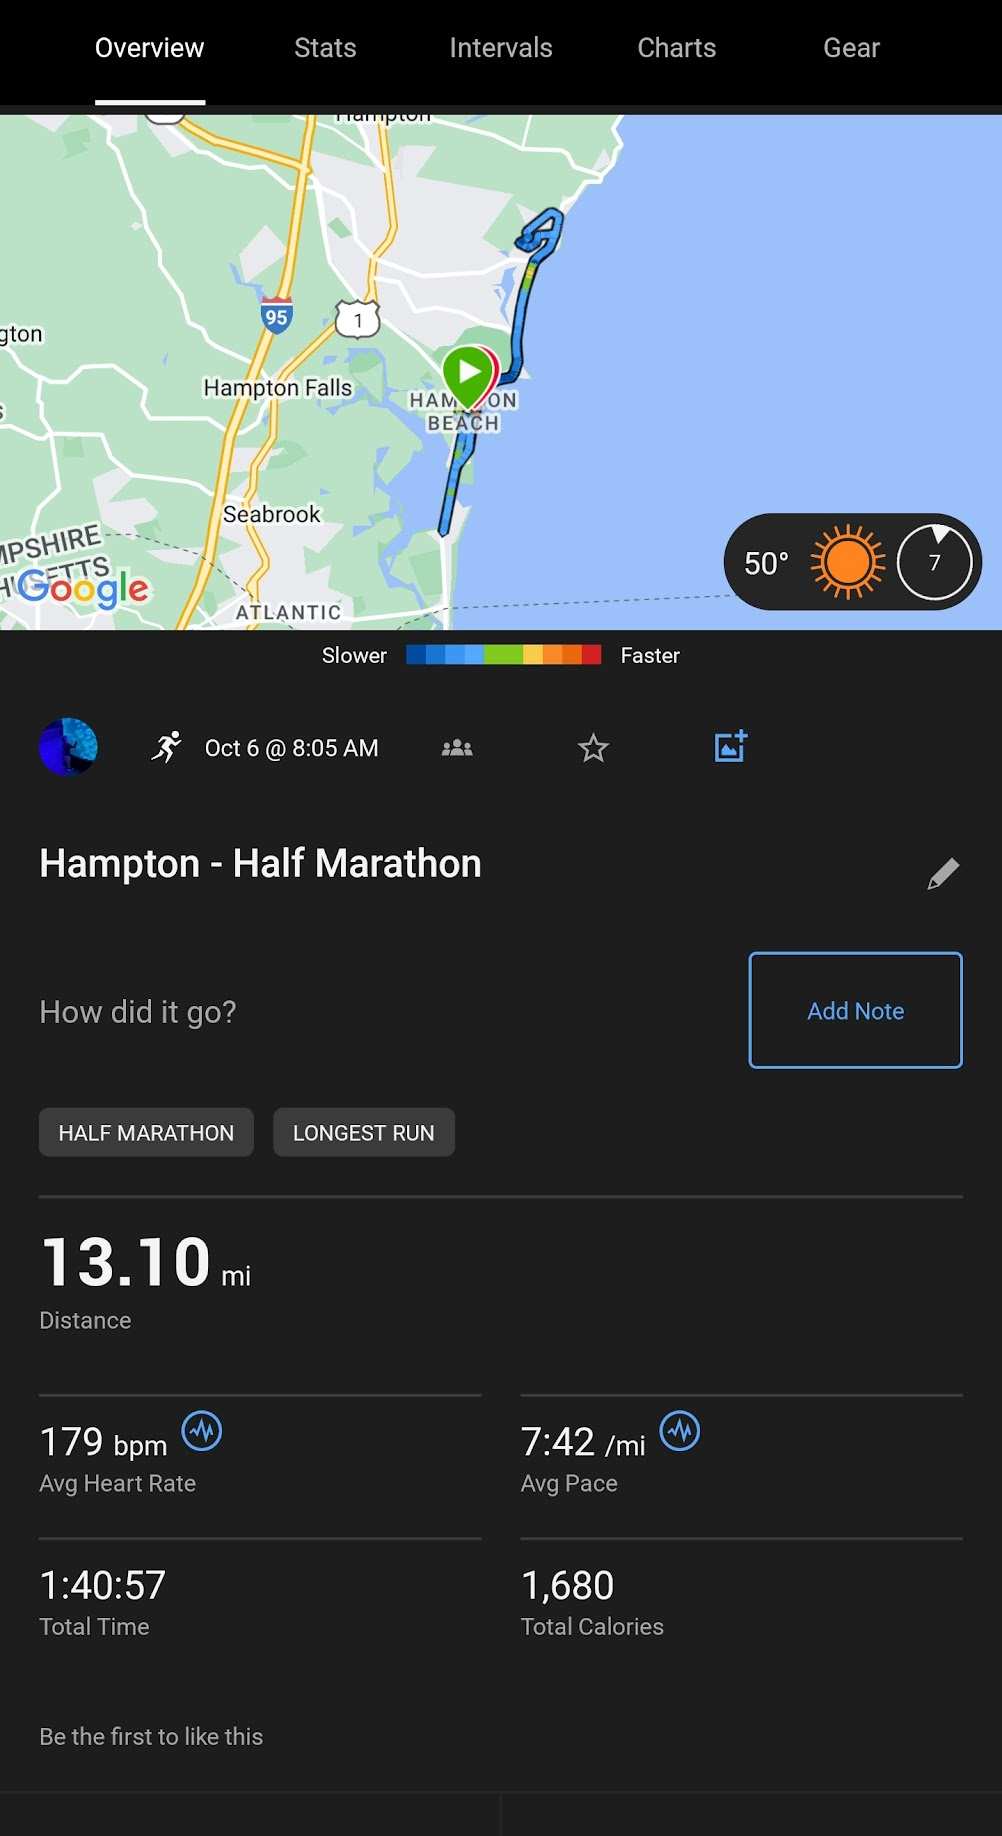 Overview Stats Intervals Charts Gear
Hampton
95
1
gton
Hampton Falls
HAMPTON
BEACH
Seabrook
MPSHIRE
HUSETTS
Google
ATLANTIC
50° 7
Slower Faster
Oct 6 @ 8:05 AM
Hampton - Half Marathon
How did it go? Add Note
HALF MARATHON LONGEST RUN
13.10 mi
Distance
179 bpm 7:42 /mi
Avg Heart Rate Avg Pace
1:40:57 1,680
Total Time Total Calories
Be the first to like this